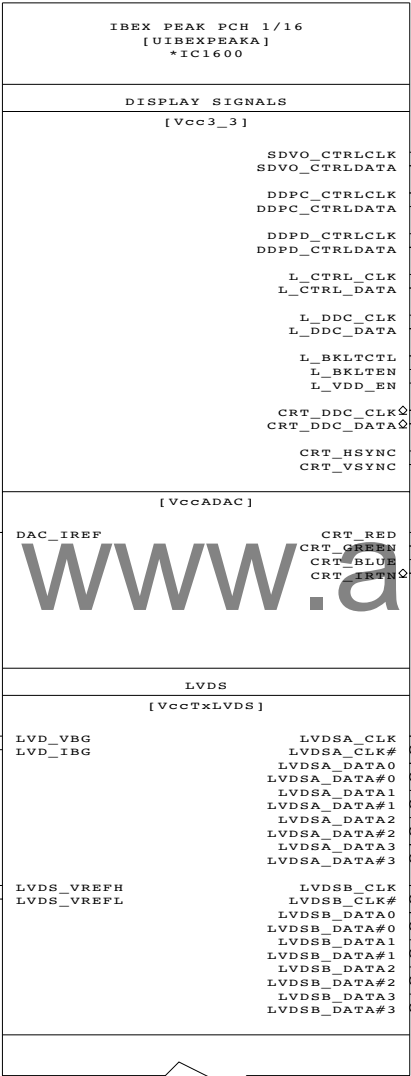 IBEX PEAK PCH 1/16
[UIBEXPEAKA]
*IC1600
DISPLAY SIGNALS
[Vcc3_3]
SDVO_CTRLCLK
SDVO_CTRLDATA
DDPC_CTRLCLK
DDPC_CTRLDATA
DDPD_CTRLCLK
DDPD_CTRLDATA
L_CTRL_CLK
L_CTRL_DATA
L_DDC_CLK
L_DDC_DATA
L_BKLTCTL
L_BKLTEN
L_VDD_EN
CRT_DDC_CLK
CRT_DDC_DATA
CRT_HSYNC
CRT_VSYNC
[VccADAC]
DAC_IREF CRT_RED
CRT_GREEN
CRT_BLUE
CRT_IRTN
www.a
LVDS
[VccTxLVDS]
LVD_VBG LVDSA_CLK
LVD_IBG LVDSA_CLK#
LVDSA_DATA0
LVDSA_DATA#0
LVDSA_DATA1
LVDSA_DATA#1
LVDSA_DATA2
LVDSA_DATA#2
LVDSA_DATA3
LVDSA_DATA#3
LVDS_VREFH LVDSB_CLK
LVDS_VREFL LVDSB_CLK#
LVDSB_DATA0
LVDSB_DATA#0
LVDSB_DATA1
LVDSB_DATA#1
LVDSB_DATA2
LVDSB_DATA#2
LVDSB_DATA3
LVDSB_DATA#3